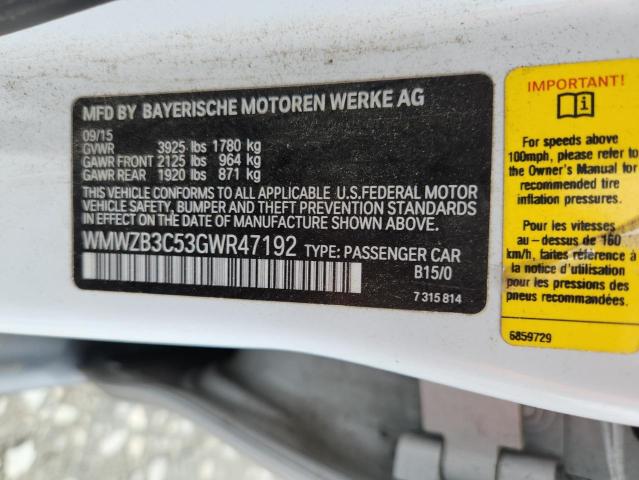 MFD BY BAYERISCHE MOTOREN WERKE AG
09/15
GVWR 3925 lbs 1780 kg
GAWR FRONT 2125 lbs 964 kg
GAWR REAR 1920 lbs 871 kg
THIS VEHICLE CONFORMS TO ALL APPLICABLE U.S.FEDERAL MOTOR
VEHICLE SAFETY, BUMPER AND THEFT PREVENTION STANDARDS
IN EFFECT ON THE DATE OF MANUFACTURE SHOWN ABOVE.
WMWZB3C53GWR47192 TYPE: PASSENGER CAR
B15/0
7 315 814
IMPORTANT!
For speeds above
100mph, please refer to
the Owner's Manual for
recommended tire
inflation pressures.
Pour les vitesses
au-dessus de 160
km/h, faites référence à
la notice d'utilisation
pour les pressions des
pneus recommandées.
6859729